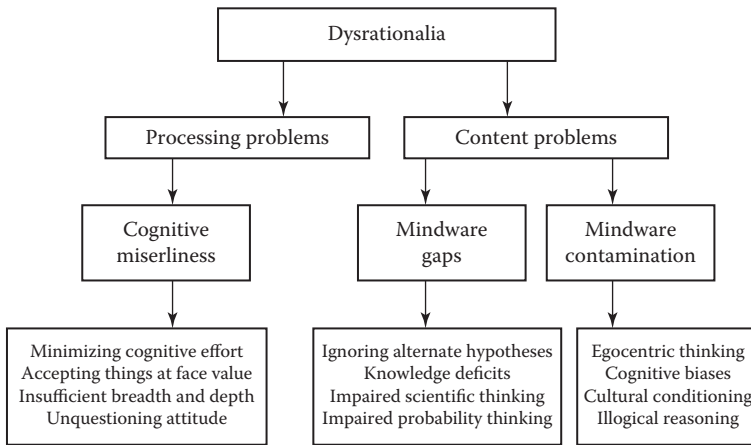 Dysrationalia
Processing problems
Content problems
Cognitive
miserliness
Mindware
gaps
Mindware
contamination
Minimizing cognitive effort
Accepting things at face value
Insufficient breadth and depth
Unquestioning attitude
Ignoring alternate hypotheses
Knowledge deficits
Impaired scientific thinking
Impaired probability thinking
Egocentric thinking
Cognitive biases
Cultural conditioning
Illogical reasoning